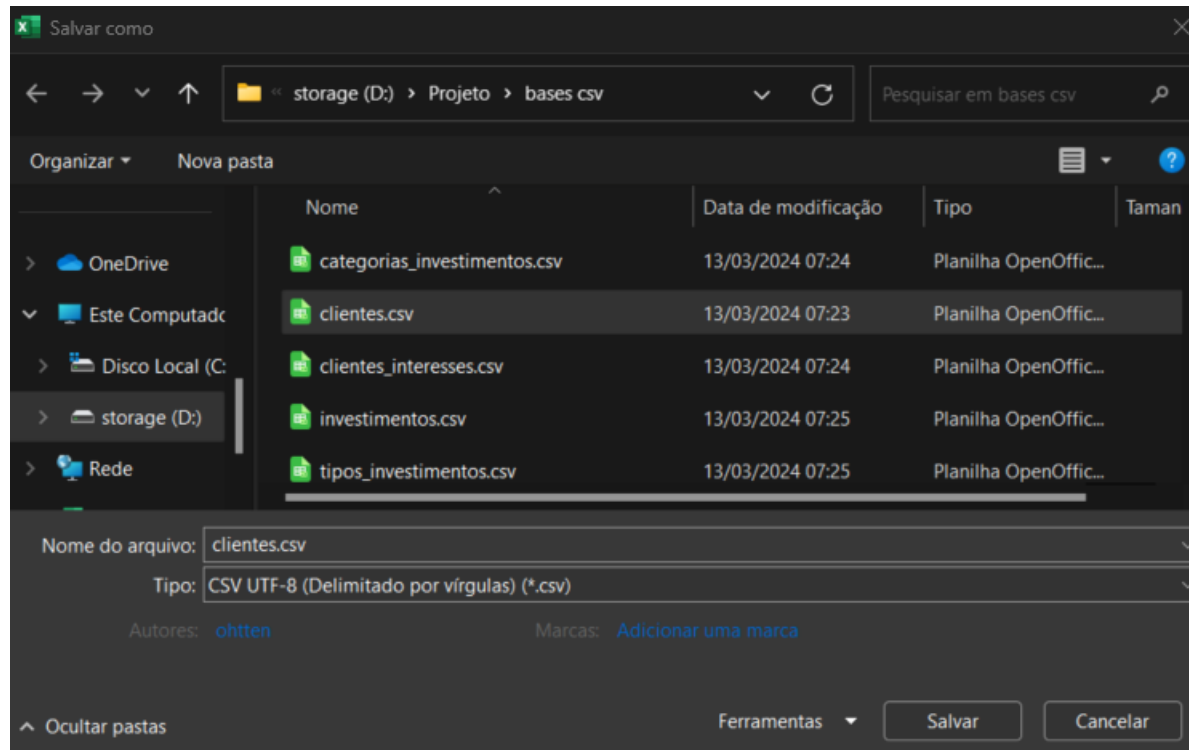 Salvar como
« storage (D:) > Projeto > bases csv
Pesquisar em bases csv
Organizar
Nova pasta
Nome
Data de modificação
Tipo
Taman
OneDrive
Este Computadc
Disco Local (C:
storage (D:)
Rede
categorias_investimentos.csv 13/03/2024 07:24 Planilha OpenOffic...
clientes.csv 13/03/2024 07:23 Planilha OpenOffic...
clientes_interesses.csv 13/03/2024 07:24 Planilha OpenOffic...
investimentos.csv 13/03/2024 07:25 Planilha OpenOffic...
tipos_investimentos.csv 13/03/2024 07:25 Planilha OpenOffic...
Nome do arquivo: clientes.csv
Tipo: CSV UTF-8 (Delimitado por vírgulas) (*.csv)
Autores: ohtten Marcas: Adicionar uma marca
Ocultar pastas
Ferramentas
Salvar
Cancelar